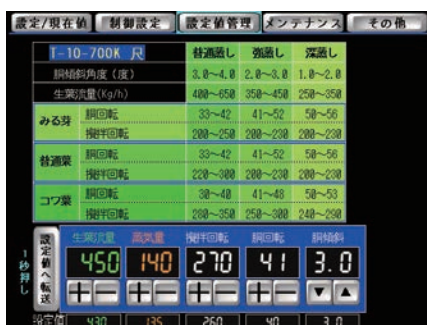 設定/現在値 制御設定 設定値管理 メンテナンス その他
T-10-700K 尺 普通蒸し 強蒸し 深蒸し
胴傾斜角度（度） 3.0～4.0 2.0～3.0 1.0～2.0
生葉流量(Kg/h) 400～650 350～450 250～350
みる芽 胴回転 33～42 41～52 50～56
撹拌回転 200～250 200～230 200～230
普通葉 胴回転 33～42 41～52 50～56
撹拌回転 220～300 200～230 200～230
コワ葉 胴回転 30～40 41～48 50～53
撹拌回転 280～350 250～300 240～290
1秒押し 設定値へ転送
生葉流量 蒸気量 撹拌回転 胴回転 胴傾斜
450 140 270 41 3.0
＋ － ＋ － ＋ － ＋ － ▼ ▲
設定値 430 135 260 40 3.0